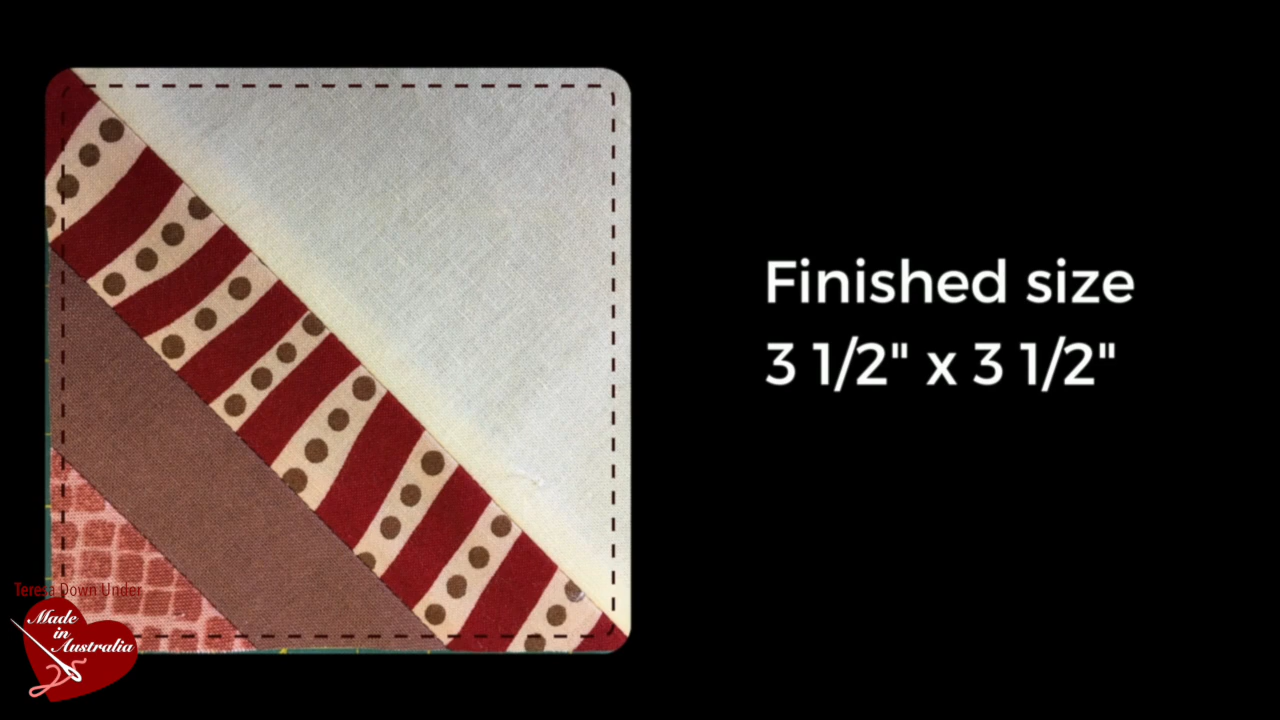 Finished size
3 1/2" x 3 1/2"
Teresa Down Under
Made
in
Australia